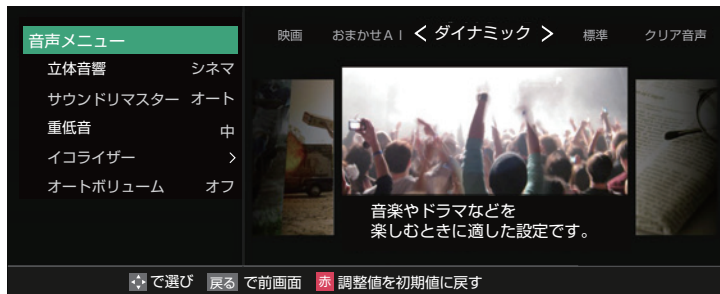 音声メニュー
立体音響 シネマ
サウンドリマスター オート
重低音 中
イコライザー >
オートボリューム オフ
映画 おまかせAI < ダイナミック > 標準 クリア音声
音楽やドラマなどを
楽しむときに適した設定です。
で選び 戻る で前画面 赤 調整値を初期値に戻す